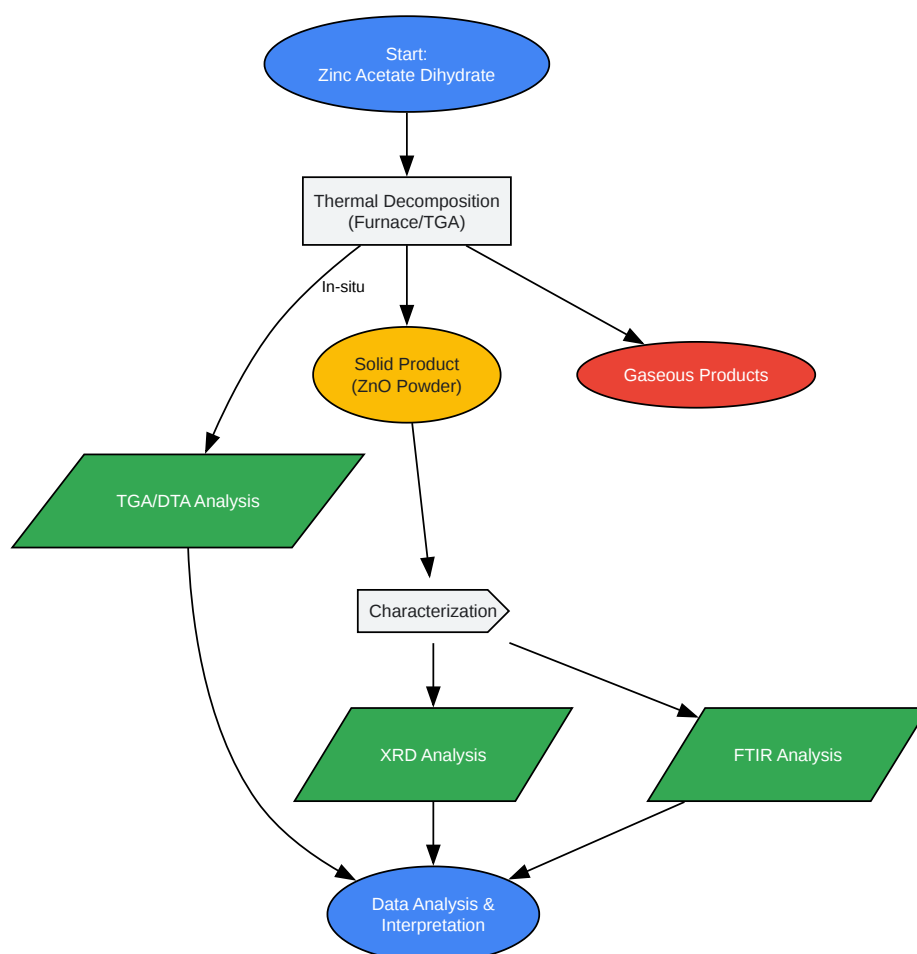 Start:
Zinc Acetate Dihydrate
Thermal Decomposition
(Furnace/TGA)
In-situ
Solid Product
(ZnO Powder)
Gaseous Products
TGA/DTA Analysis
Characterization
XRD Analysis
FTIR Analysis
Data Analysis &
Interpretation